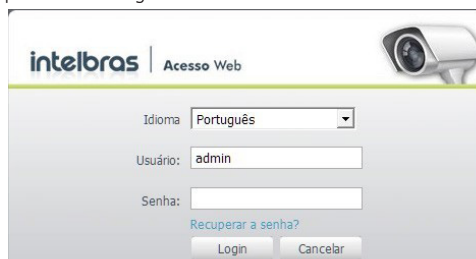 intelbras Acesso Web
Idioma Português
Usuário: admin
Senha:
Recuperar a senha?
Login Cancelar